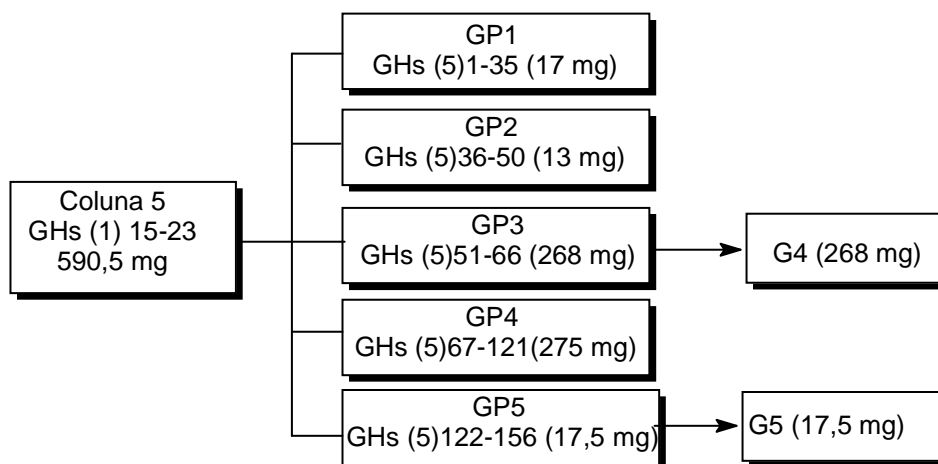 Coluna 5
GHs (1) 15-23
590,5 mg
GP1
GHs (5)1-35 (17 mg)
GP2
GHs (5)36-50 (13 mg)
GP3
GHs (5)51-66 (268 mg)
G4 (268 mg)
GP4
GHs (5)67-121(275 mg)
GP5
GHs (5)122-156 (17,5 mg)
G5 (17,5 mg)